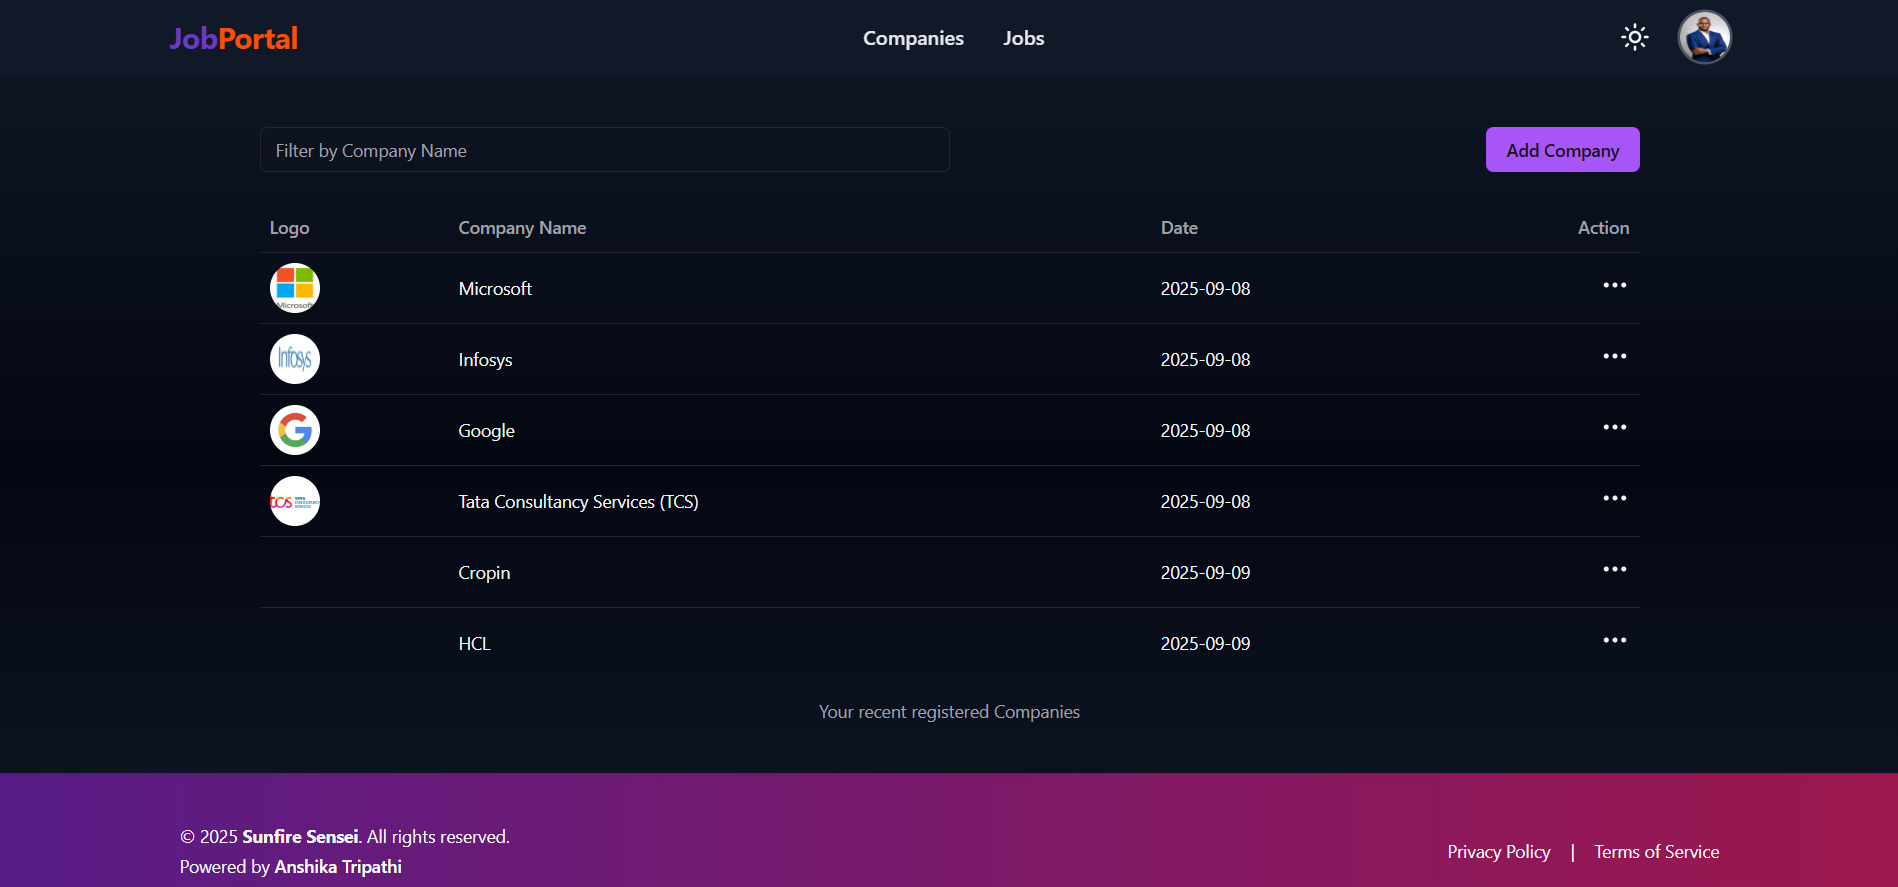 JobPortal
Companies Jobs
Filter by Company Name
Add Company
Logo Company Name Date Action
Microsoft
Microsoft 2025-09-08
Infosys
Infosys 2025-09-08
Google 2025-09-08
TCS TATA CONSULTANCY SERVICES
Tata Consultancy Services (TCS) 2025-09-08
Cropin 2025-09-09
HCL 2025-09-09
Your recent registered Companies
© 2025 Sunfire Sensei. All rights reserved.
Powered by Anshika Tripathi
Privacy Policy | Terms of Service